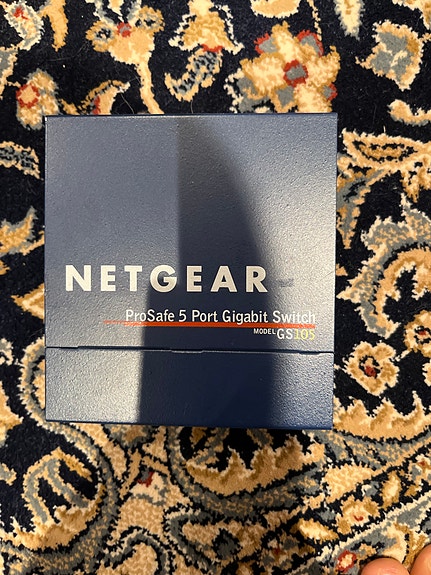 NETGEAR
ProSafe 5 Port Gigabit Switch
MODEL GS105